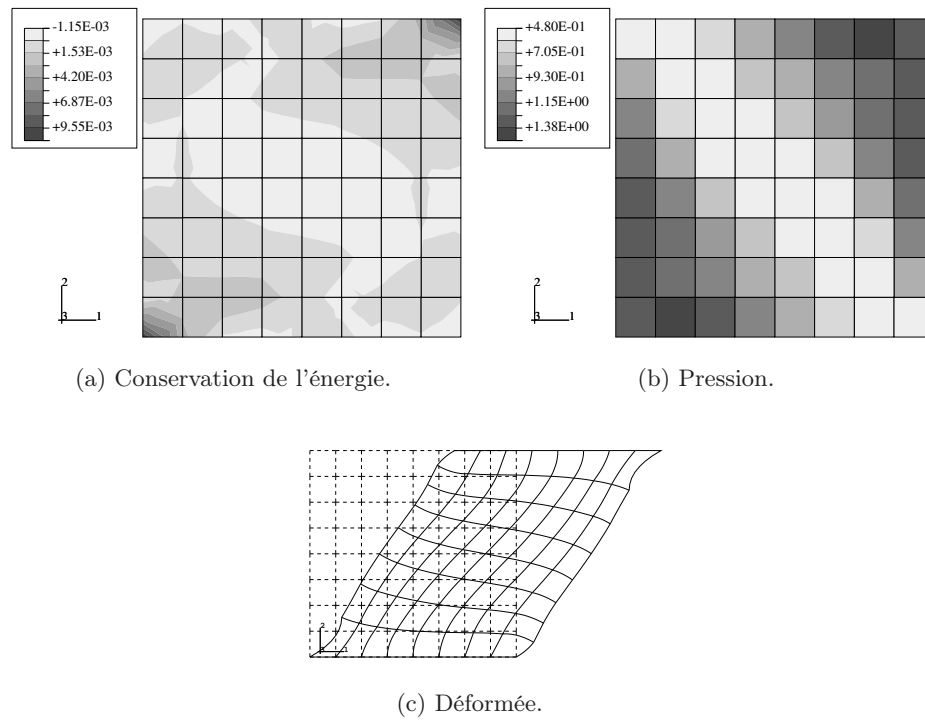 -1.15E-03
+1.53E-03
+4.20E-03
+6.87E-03
+9.55E-03
+4.80E-01
+7.05E-01
+9.30E-01
+1.15E+00
+1.38E+00
2
3
1
2
3
1
(a) Conservation de l'énergie.
(b) Pression.
2
1
(c) Déformée.